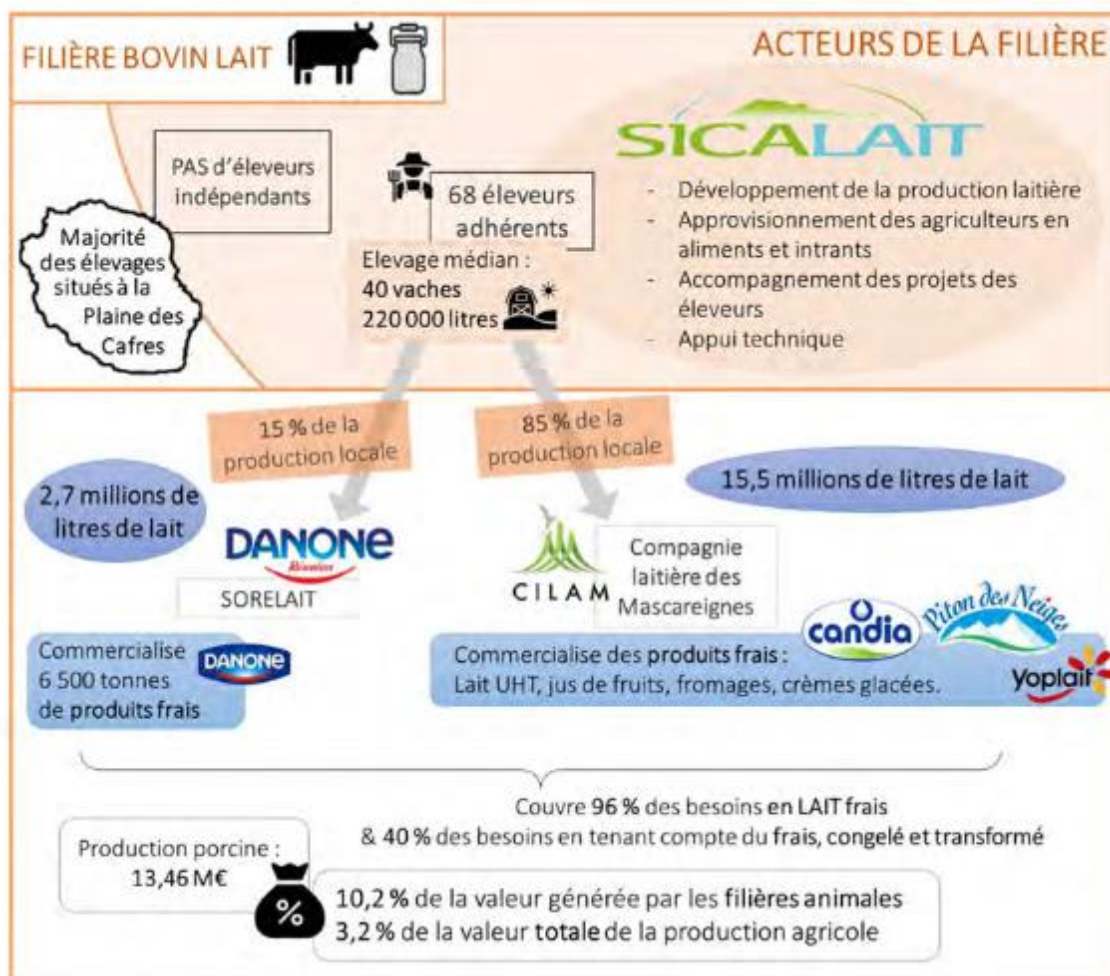 FILIÈRE BOVIN LAIT
ACTEURS DE LA FILIÈRE
SICALAIT
- Développement de la production laitière
- Approvisionnement des agriculteurs en
aliments et intrants
- Accompagnement des projets des
éleveurs
- Appui technique
PAS d'éleveurs
indépendants
68 éleveurs
adhérents
Majorité
des élevages
situés à la
Plaine des
Cafres
Elevage médian :
40 vaches
220 000 litres
15 % de la
production locale
85 % de la
production locale
2,7 millions de
litres de lait
15,5 millions de litres de lait
DANONE
Réunion
SORELAIT
CILAM
Compagnie
laitière des
Mascareignes
Commercialise
6 500 tonnes
de produits frais
DANONE
candia
Piton des Neiges
Yoplait
Commercialise des produits frais :
Lait UHT, jus de fruits, fromages, crèmes glacées.
Couvre 96 % des besoins en LAIT frais
& 40 % des besoins en tenant compte du frais, congelé et transformé
Production porcine :
13,46 M€
%
10,2 % de la valeur générée par les filières animales
3,2 % de la valeur totale de la production agricole